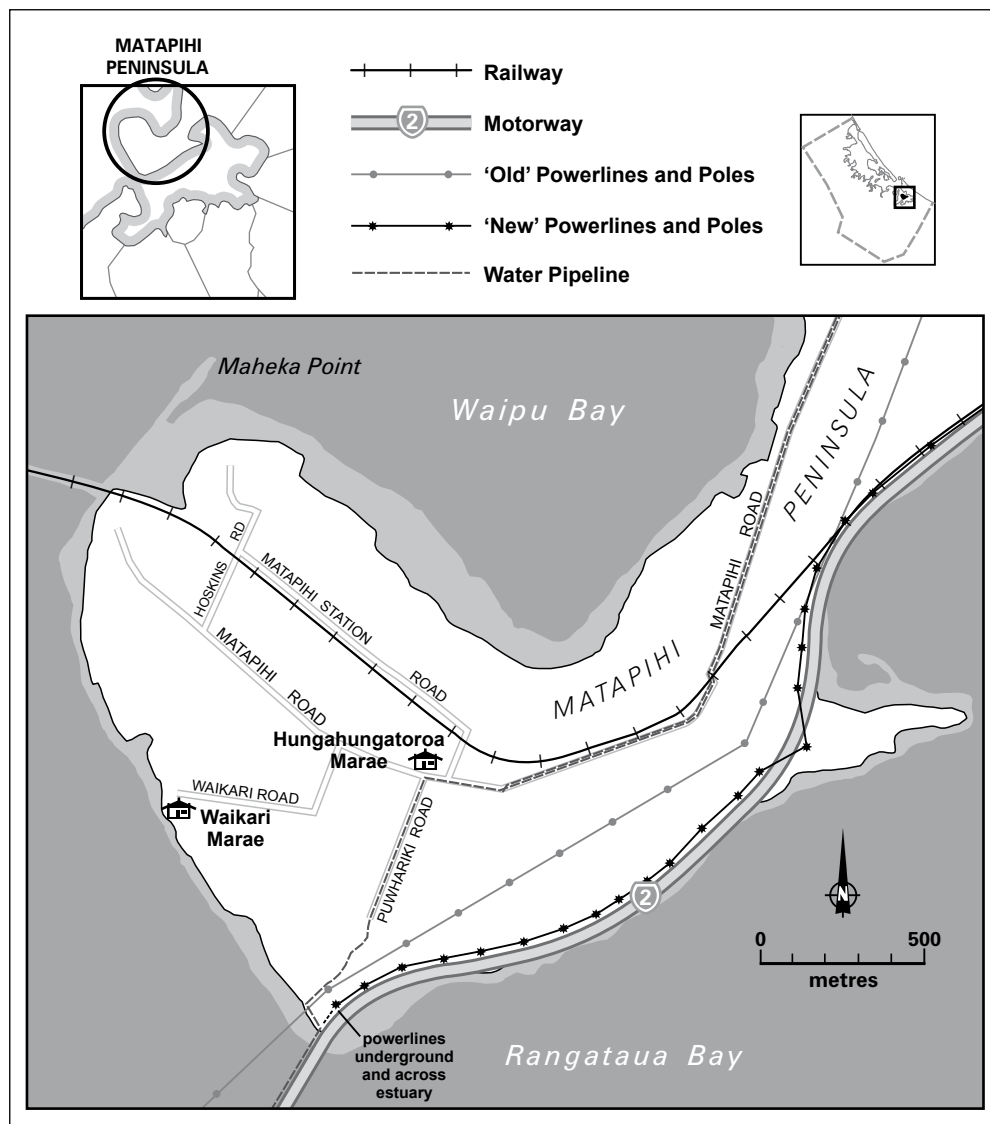 MATAPIHI
PENINSULA
Railway
2
Motorway
'Old' Powerlines and Poles
'New' Powerlines and Poles
Water Pipeline
Maheka Point
Waipu Bay
PENINSULA
MATAPIHI ROAD
HOSKINS RD
MATAPIHI STATION ROAD
MATAPIHI ROAD
MATAPIHI
Hungahungatoroa
Marae
WAIKARI ROAD
Waikari
Marae
PUWHARIKI ROAD
2
N
0 500
metres
powerlines
underground
and across
estuary
Rangataua Bay